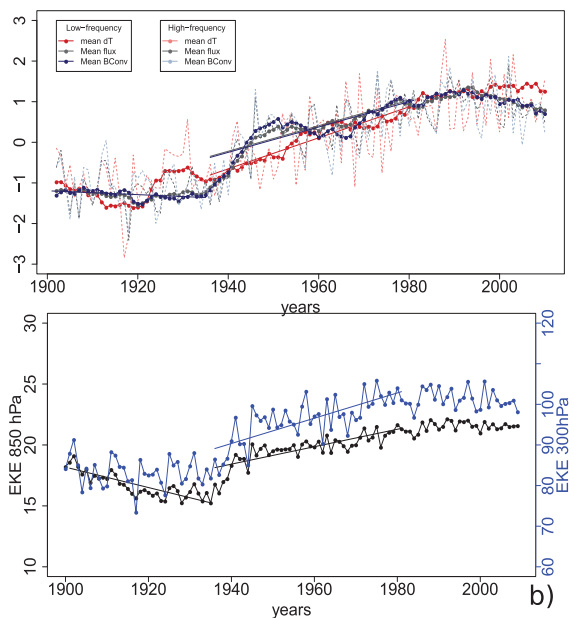 3
2
1
0
−1
−2
−3
Low-frequency
mean dT
Mean flux
Mean BConv
High-frequency
mean dT
Mean flux
Mean BConv
1900 1920 1940 1960 1980 2000
years
30
25
20
15
10
EKE 850 hPa
120
100
90
80
70
60
EKE 300hPa
1900 1920 1940 1960 1980 2000
years
b)